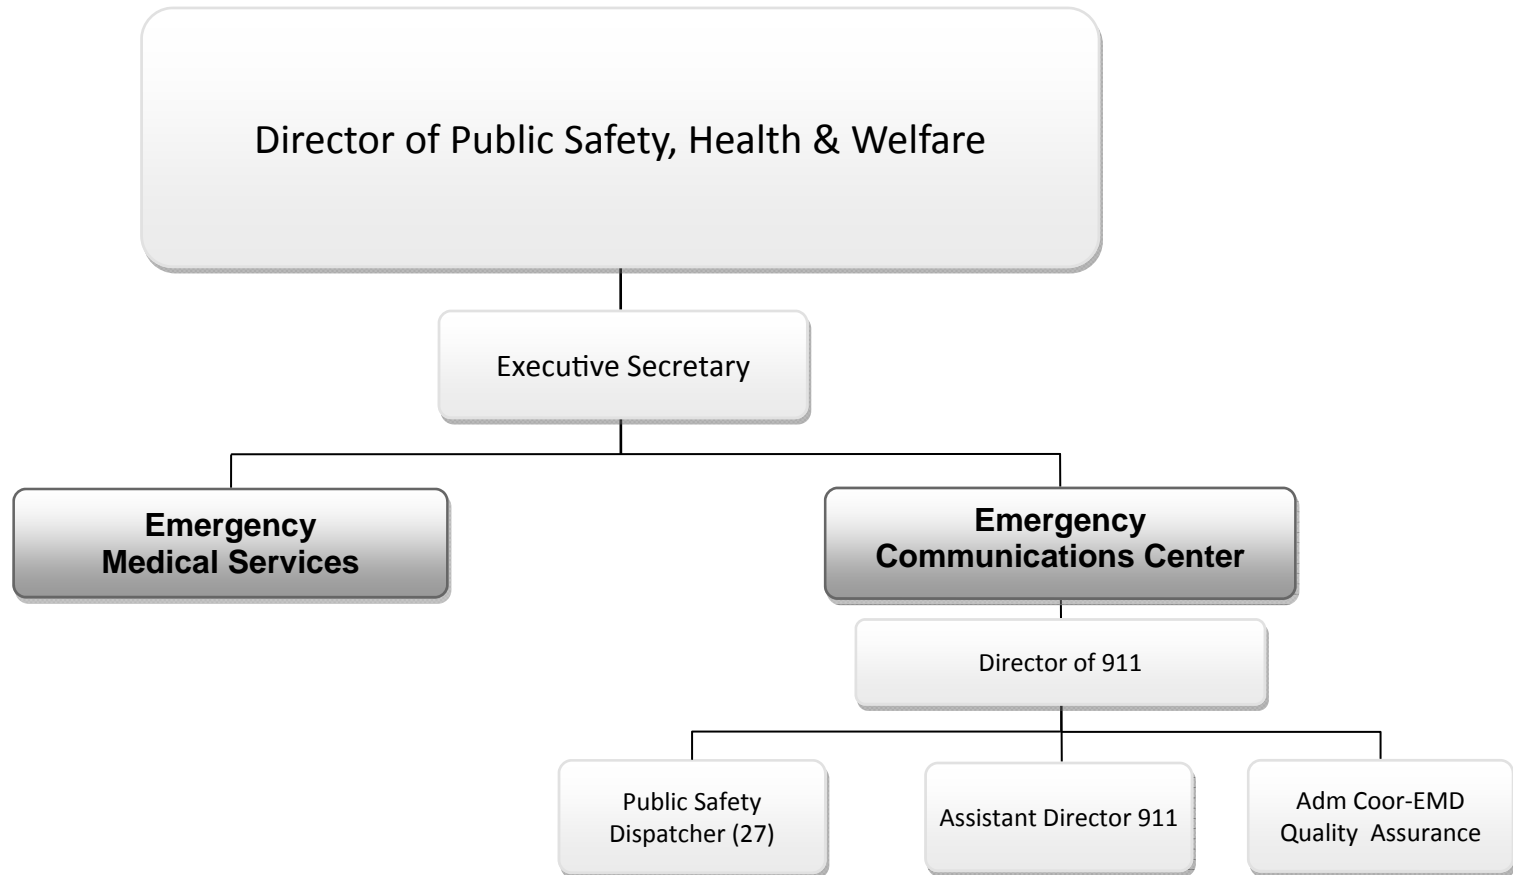 Director of Public Safety, Health & Welfare
Executive Secretary
Emergency
Medical Services
Emergency
Communications Center
Director of 911
Public Safety
Dispatcher (27)
Assistant Director 911
Adm Coor-EMD
Quality Assurance